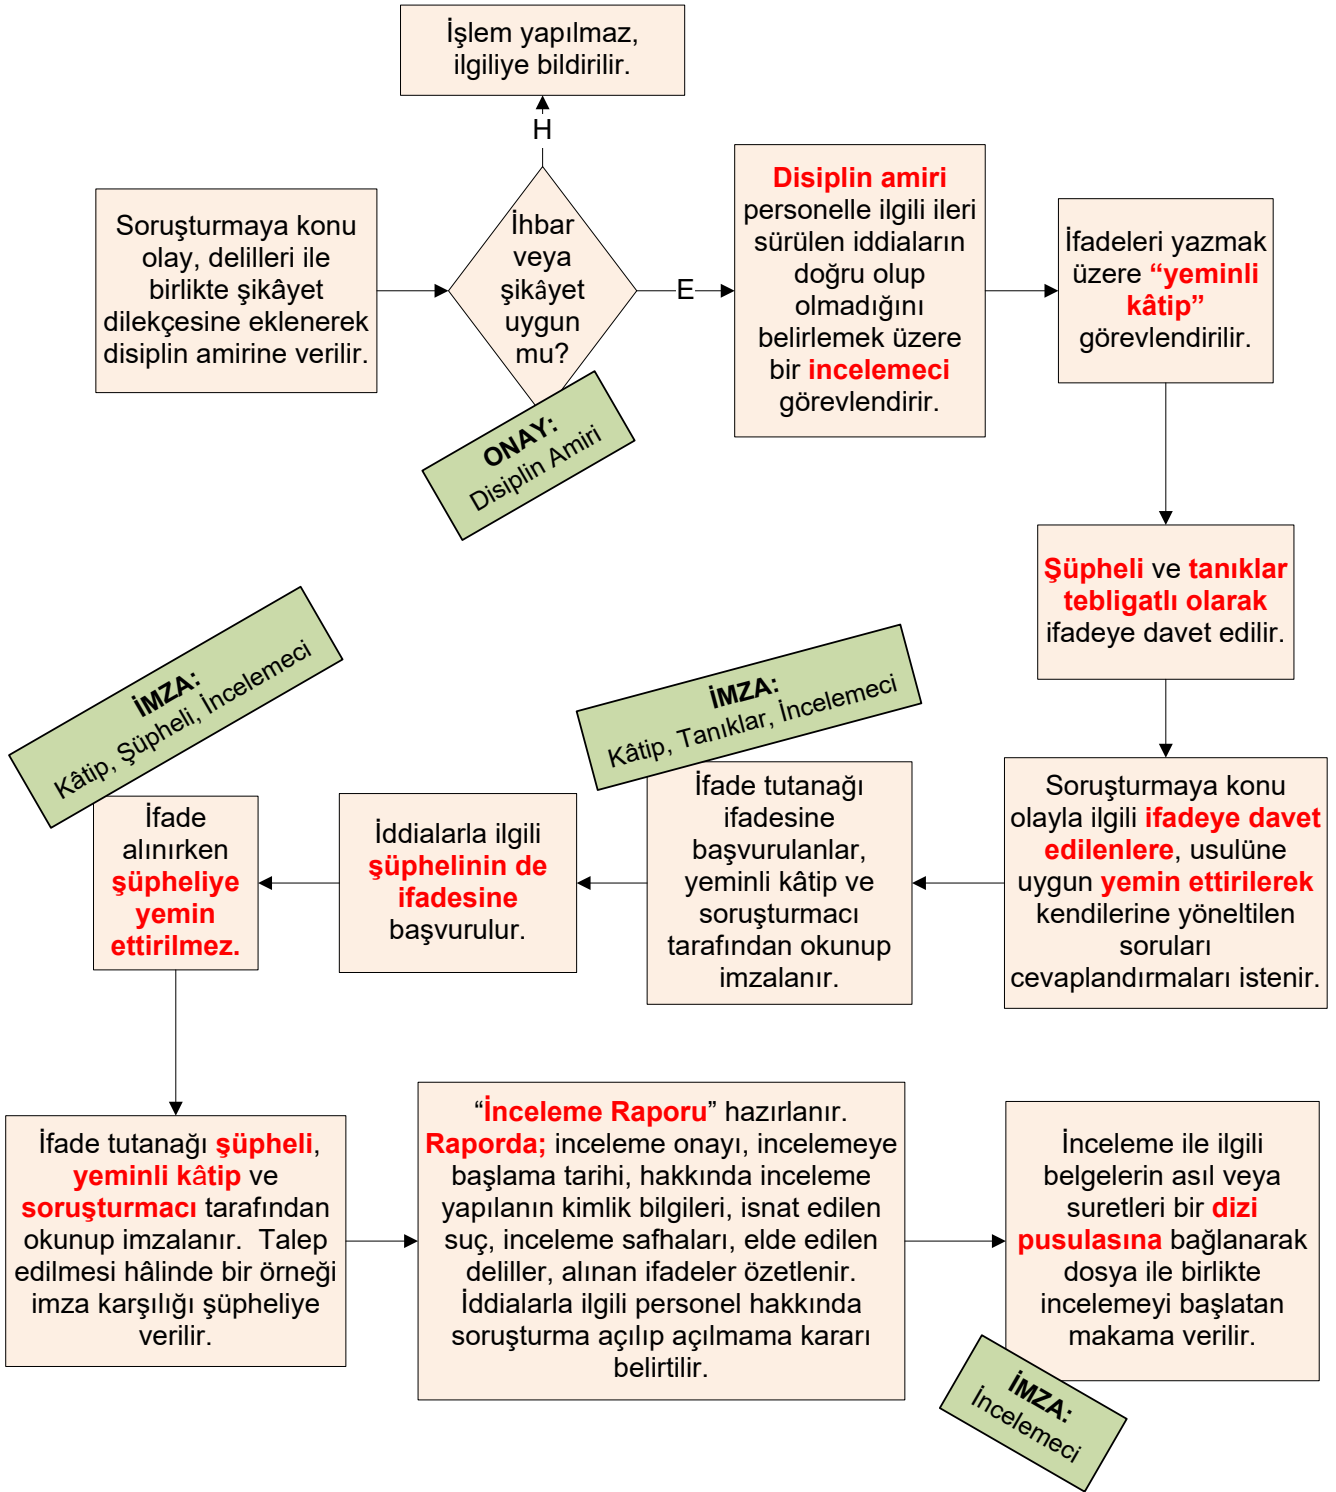 İşlem yapılmaz,
ilgiliye bildirilir.
H
Soruşturmaya konu
olay, delilleri ile
birlikte şikâyet
dilekçesine eklenerek
disiplin amirine verilir.
İhbar
veya
şikâyet
uygun
mu?
ONAY:
Disiplin Amiri
E
Disiplin amiri
personelle ilgili ileri
sürülen iddiaların
doğru olup
olmadığını
belirlemek üzere
bir incelemeci
görevlendirir.
İfadeleri yazmak
üzere “yeminli
kâtip”
görevlendirilir.
Şüpheli ve tanıklar
tebligatlı olarak
ifadeye davet edilir.
Soruşturmaya konu
olayla ilgili ifadeye davet
edilenlere, usulüne
uygun yemin ettirilerek
kendilerine yöneltilen
soruları
cevaplandırmaları istenir.
İMZA:
Kâtip, Tanıklar, İncelemeci
İfade tutanağı
ifadesine
başvurulanlar,
yeminli kâtip ve
soruşturmacı
tarafından okunup
imzalanır.
İddialarla ilgili
şüphelinin de
ifadesine
başvurulur.
İMZA:
Kâtip, Şüpheli, İncelemeci
İfade
alınırken
şüpheliye
yemin
ettirilmez.
İfade tutanağı şüpheli,
yeminli kâtip ve
soruşturmacı tarafından
okunup imzalanır.  Talep
edilmesi hâlinde bir örneği
imza karşılığı şüpheliye
verilir.
“İnceleme Raporu” hazırlanır.
Raporda; inceleme onayı, incelemeye
başlama tarihi, hakkında inceleme
yapılanın kimlik bilgileri, isnat edilen
suç, inceleme safhaları, elde edilen
deliller, alınan ifadeler özetlenir.
İddialarla ilgili personel hakkında
soruşturma açılıp açılmama kararı
belirtilir.
İnceleme ile ilgili
belgelerin asıl veya
suretleri bir dizi
pusulasına bağlanarak
dosya ile birlikte
incelemeyi başlatan
makama verilir.
İMZA:
İncelemeci